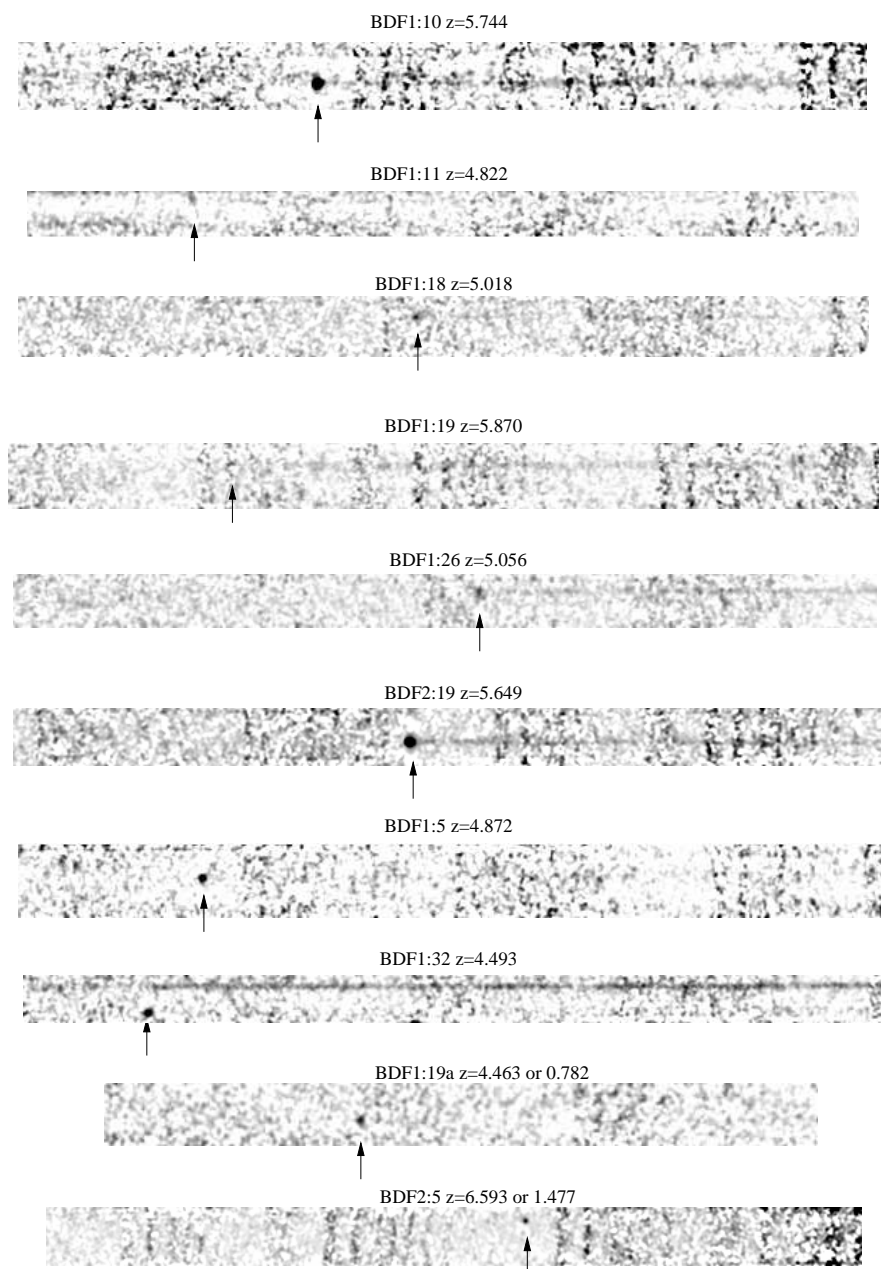 BDF1:10 z=5.744
BDF1:11 z=4.822
BDF1:18 z=5.018
BDF1:19 z=5.870
BDF1:26 z=5.056
BDF2:19 z=5.649
BDF1:5 z=4.872
BDF1:32 z=4.493
BDF1:19a z=4.463 or 0.782
BDF2:5 z=6.593 or 1.477